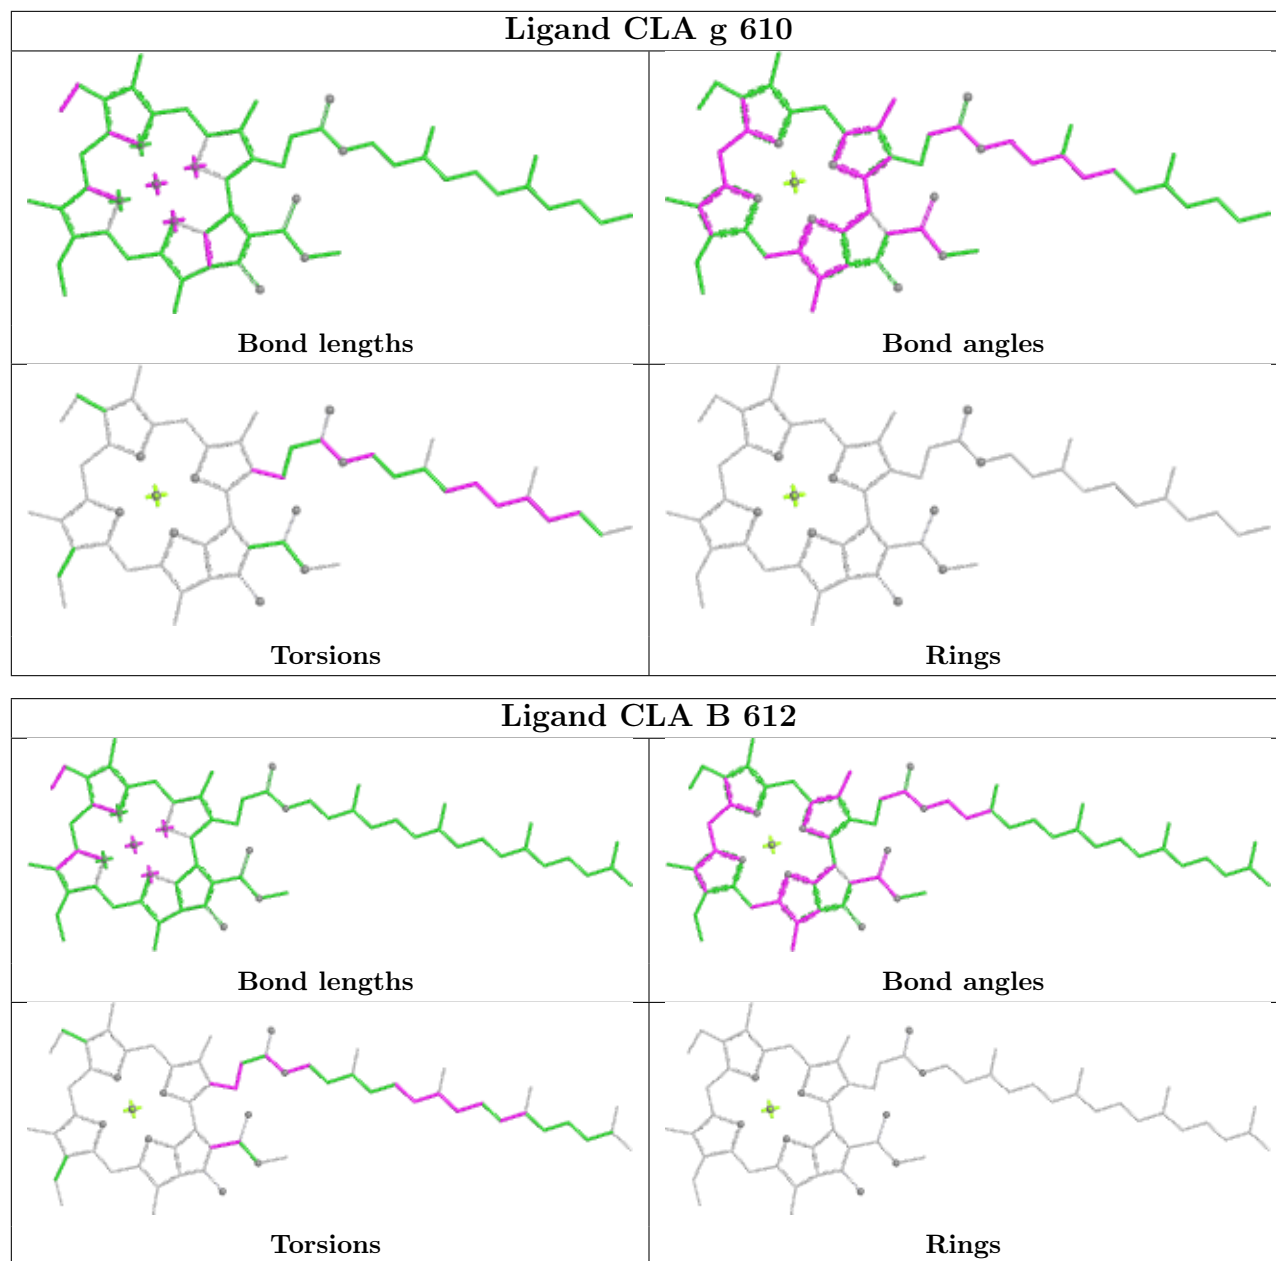 Ligand CLA g 610
Bond lengths
Bond angles
Torsions
Rings
Ligand CLA B 612
Bond lengths
Bond angles
Torsions
Rings